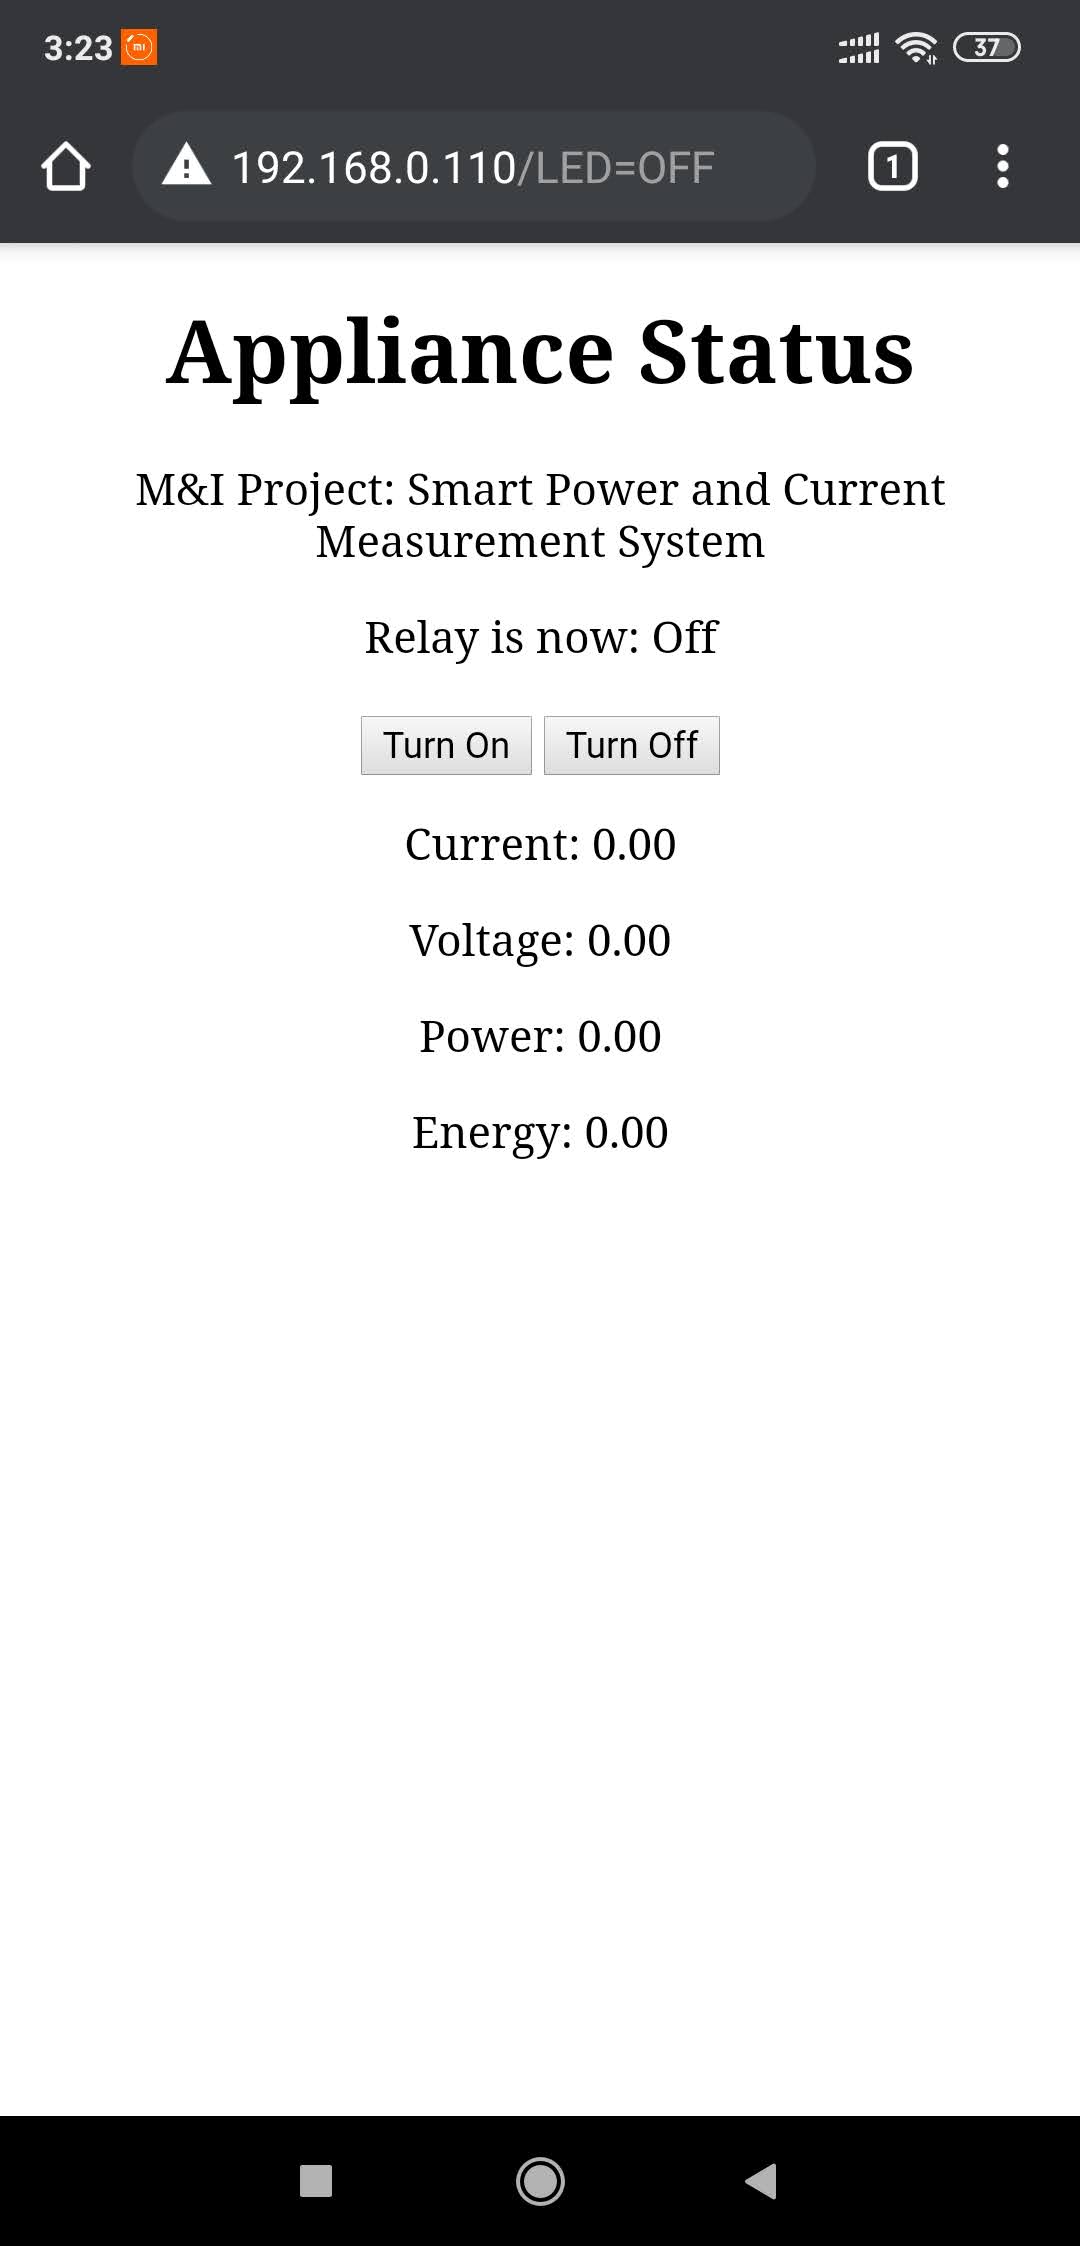 3:23
37
192.168.0.110/LED=OFF
1
Appliance Status
M&I Project: Smart Power and Current
Measurement System
Relay is now: Off
Turn On Turn Off
Current: 0.00
Voltage: 0.00
Power: 0.00
Energy: 0.00